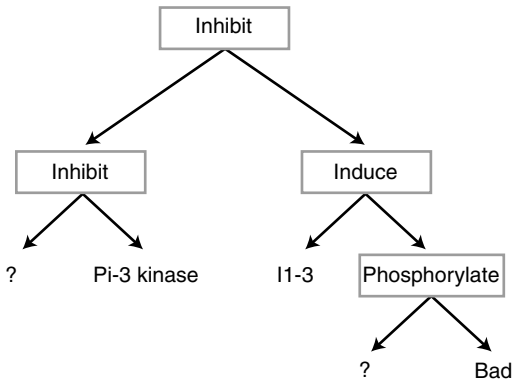 Inhibit
Inhibit
Induce
?
Pi-3 kinase
I1-3
Phosphorylate
?
Bad